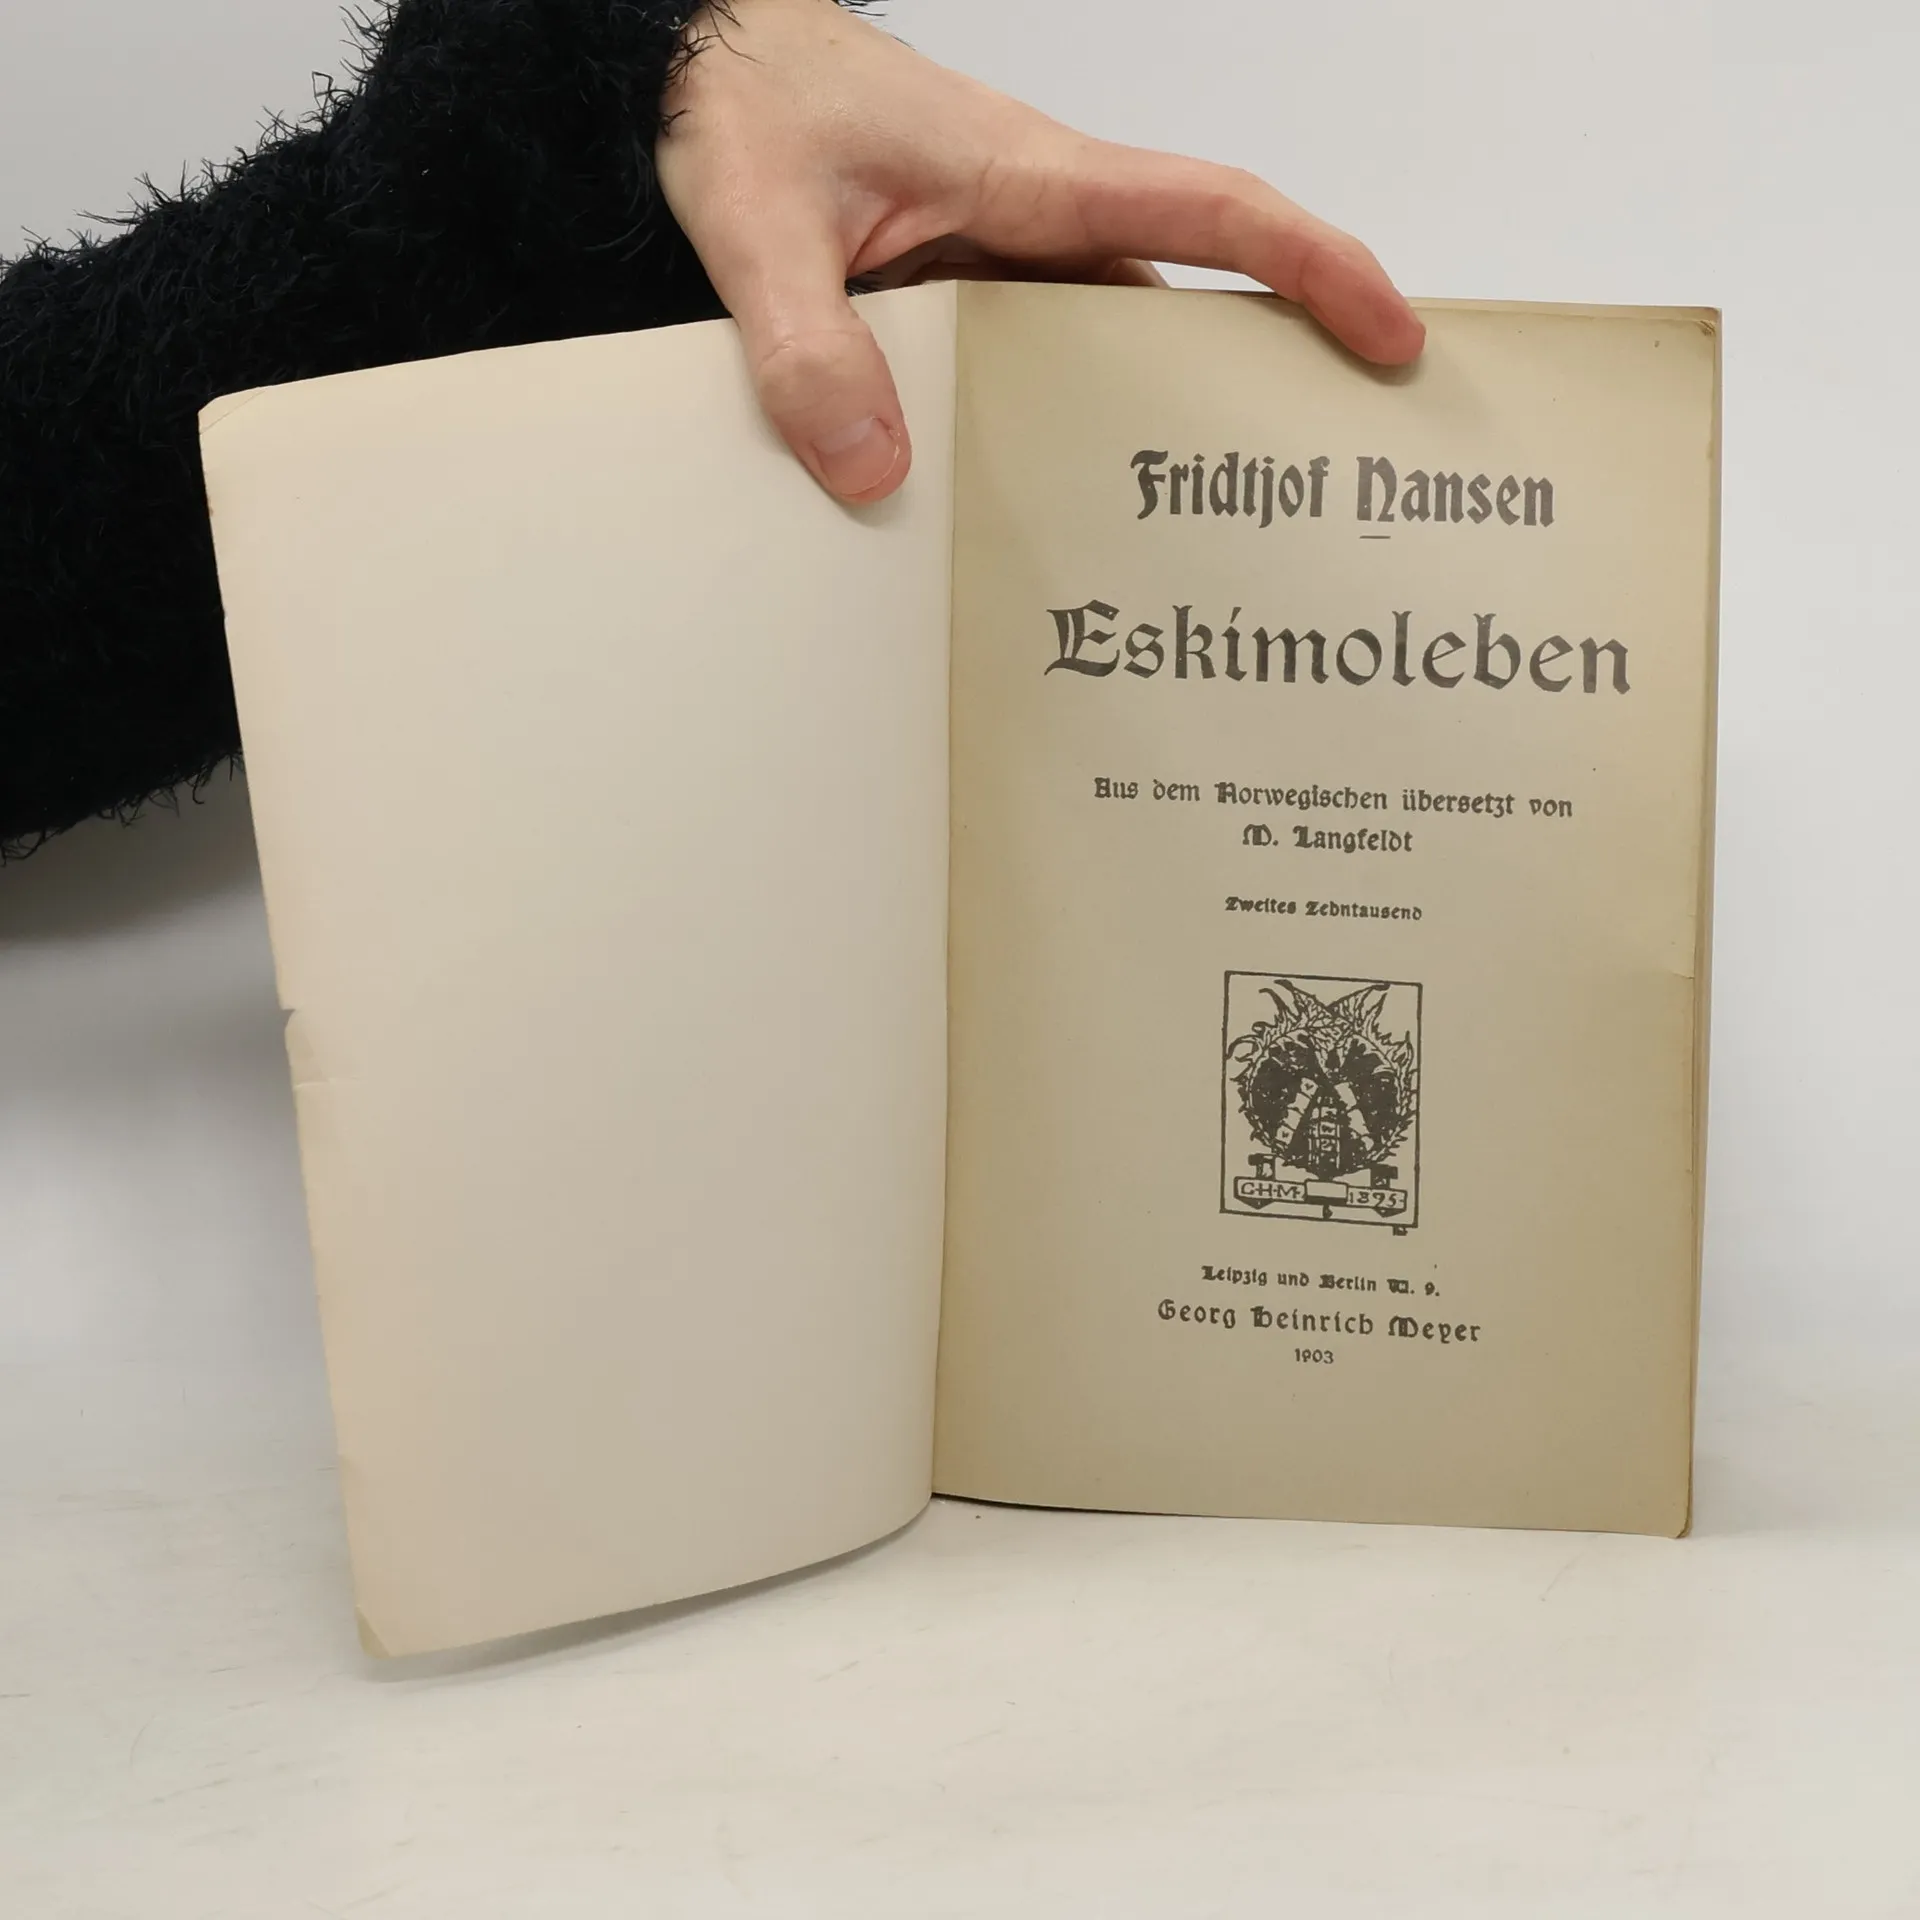 Fridtjof Nansen
Eskimoleben
Aus dem Norwegischen übersetzt von
M. Langfeldt
Zweites Zehntausend
G·H·M· 1895·
Leipzig und Berlin W. 9.
Georg Heinrich Meyer
1903